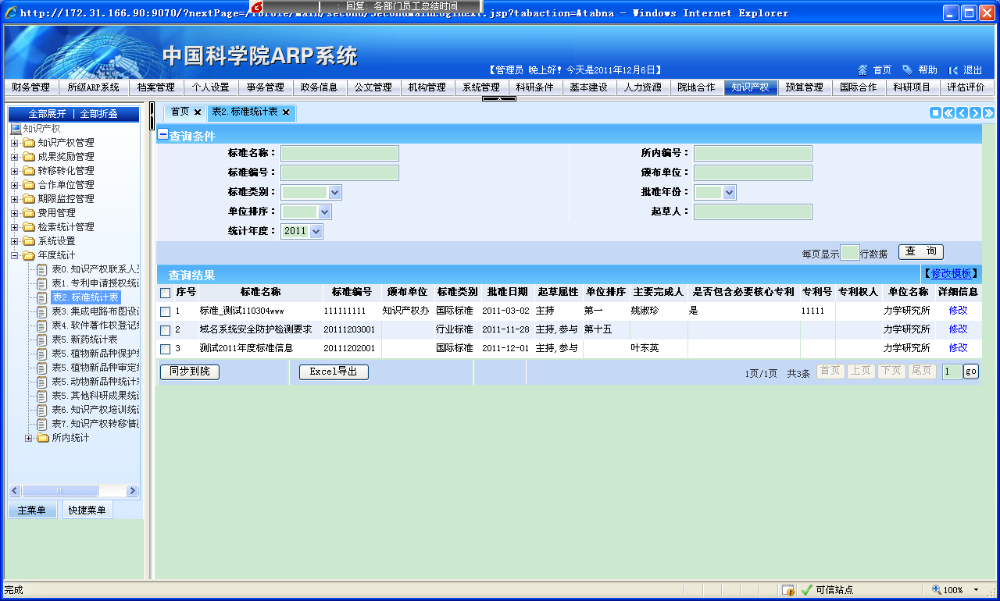 http://172.31.166.90:9070/?nextPage=/ : 回复: 各部门员工总结时间 .jsp?tabaction=&tabna - Windows Internet Explorer
中国科学院ARP系统
【管理员 晚上好! 今天是2011年12月6日】 首页 帮助 退出
财务管理 所级ARP系统 档案管理 个人设置 事务管理 政务信息 公文管理 机构管理 系统管理 科研条件 基本建设 人力资源 院地合作 知识产权 预算管理 国际合作 科研项目 评估评价
全部展开 | 全部折叠
知识产权
知识产权管理
成果奖励管理
转移转化管理
合作单位管理
期限监控管理
费用管理
检索统计管理
系统设置
年度统计
表0.知识产权联系人
表1.专利申请授权统
表2.标准统计表
表3.集成电路布图设
表4.软件著作权登记
表5.新药统计表
表5.植物新品种保护
表5.植物新品种审定
表5.动物新品种统计
表5.其他科研成果统
表6.知识产权培训统
表7.知识产权转移情
所内统计
主菜单 快捷菜单
首页 表2.标准统计表
查询条件
标准名称: 所内编号:
标准编号: 颁布单位:
标准类别: 批准年份:
单位排序: 起草人:
统计年度: 2011
每页显示 行数据 查 询
查询结果 【修改模板】
序号 标准名称 标准编号 颁布单位 标准类别 批准日期 起草属性 单位排序 主要完成人 是否包含必要核心专利 专利号 专利权人 单位名称 详细信息
1 标准_测试110304www 111111111 知识产权办 国际标准 2011-03-02 主持 第一 姚淑珍 是 11111 力学研究所 修改
2 域名系统安全防护检测要求 20111203001 行业标准 2011-11-28 主持,参与 第十五 力学研究所 修改
3 测试2011年度标准信息 20111202001 国际标准 2011-12-01 主持,参与 叶东英 力学研究所 修改
同步到院 Excel导出 1页/1页 共3条 首页 上页 下页 尾页 1 go
完成 可信站点 100%